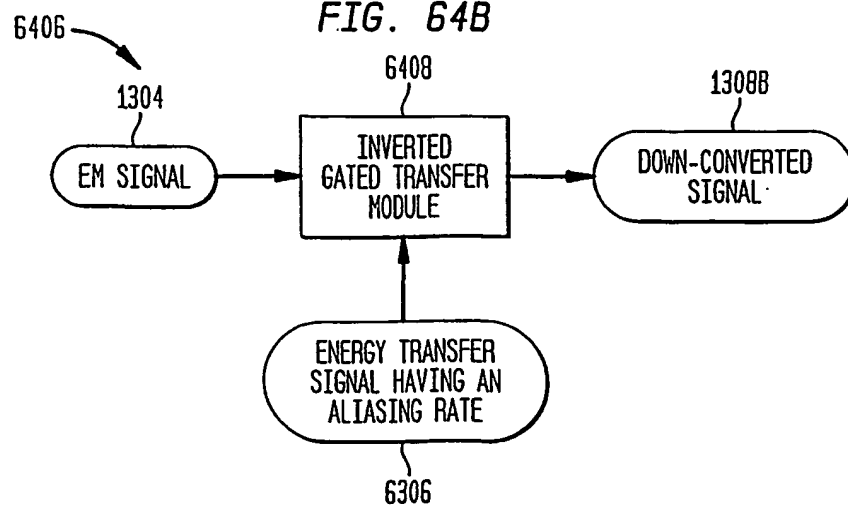 FIG. 64B
6406
1304
6408
1308B
EM SIGNAL
INVERTED
GATED TRANSFER
MODULE
DOWN-CONVERTED
SIGNAL
ENERGY TRANSFER
SIGNAL HAVING AN
ALIASING RATE
6306